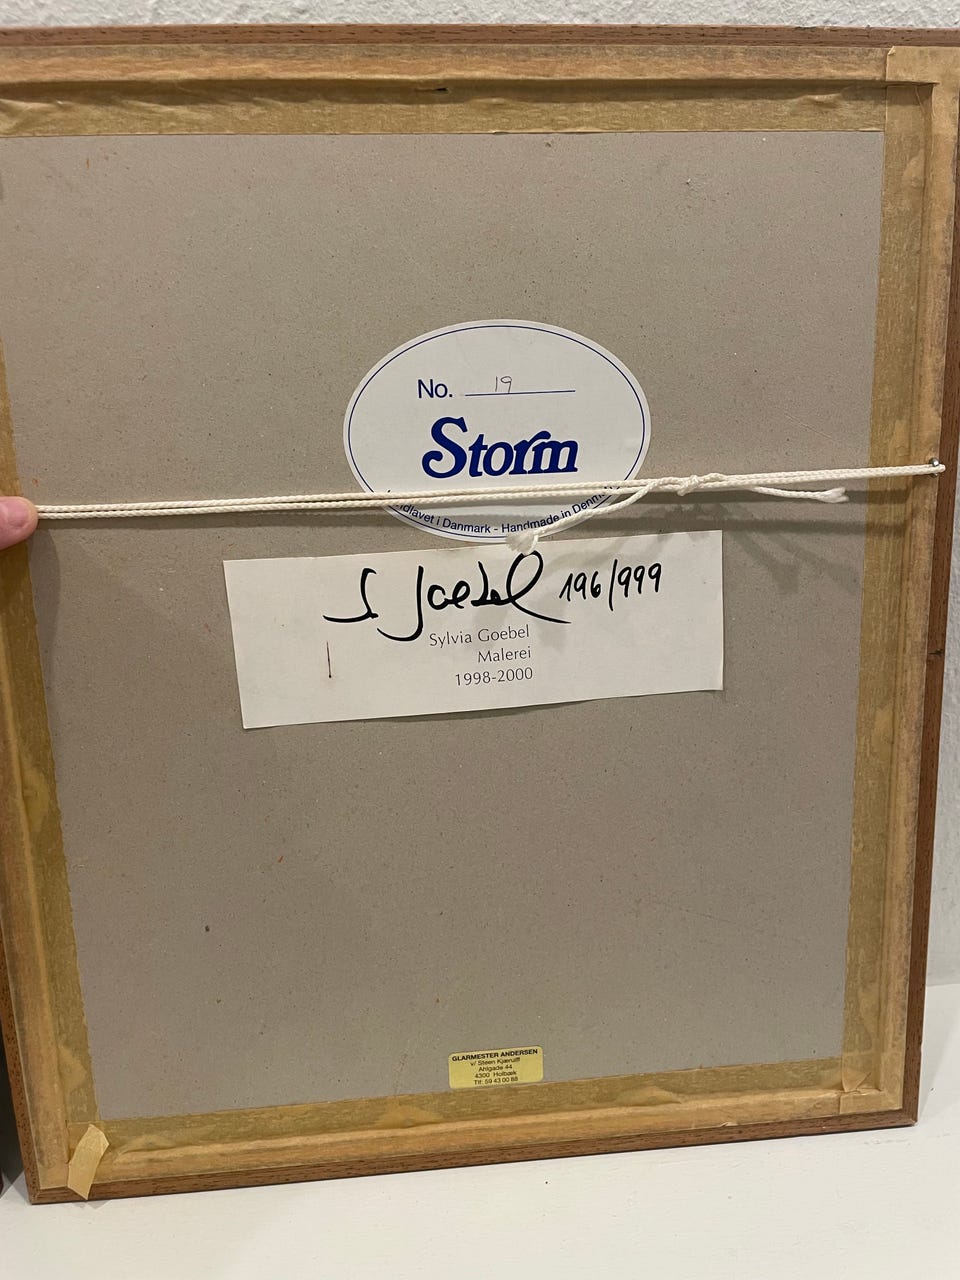 No. 19
Storm
ndlavet i Danmark - Handmade in Denm
S. Goebel 196/999
Sylvia Goebel
Malerei
1998-2000
GLARMESTER ANDERSEN
v/ Steen Kjærulff
Ahlgade 44
4300 Holbæk
Tlf. 59 43 00 88